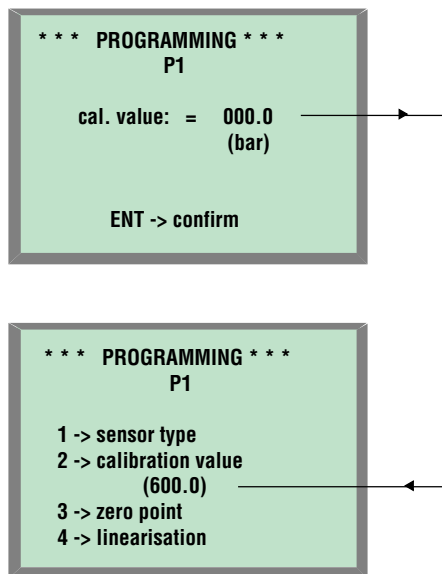 * * * PROGRAMMING * * *
P1
cal. value: = 000.0
(bar)
ENT -> confirm
* * * PROGRAMMING * * *
P1
1 -> sensor type
2 -> calibration value
(600.0)
3 -> zero point
4 -> linearisation